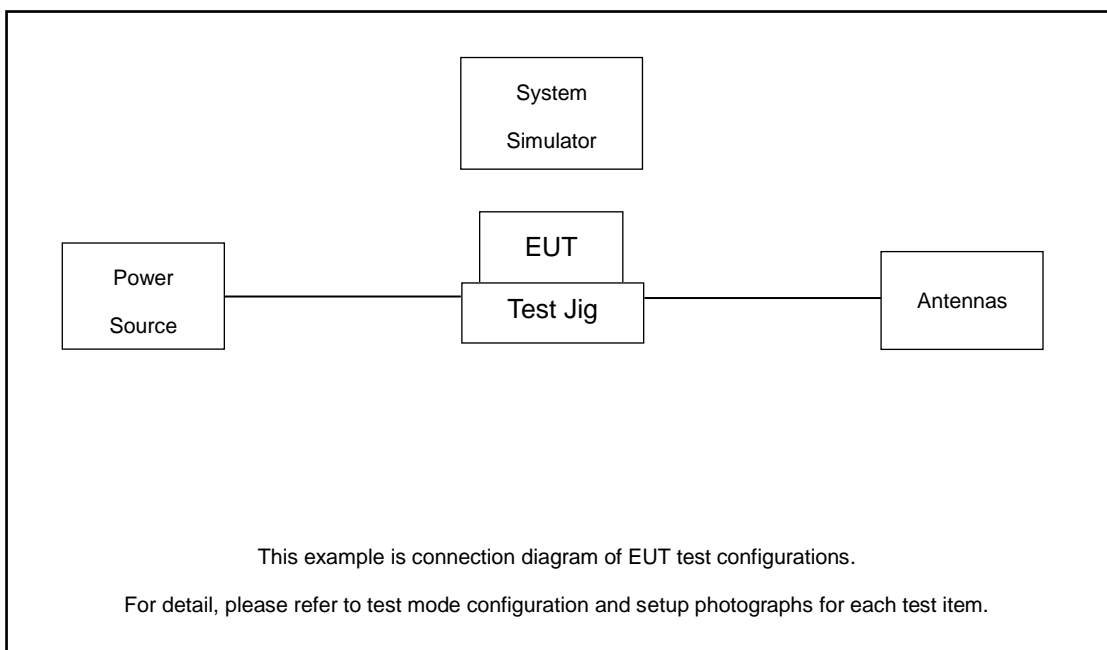 System
Simulator
EUT
Test Jig
Power
Source
Antennas
This example is connection diagram of EUT test configurations.
For detail, please refer to test mode configuration and setup photographs for each test item.